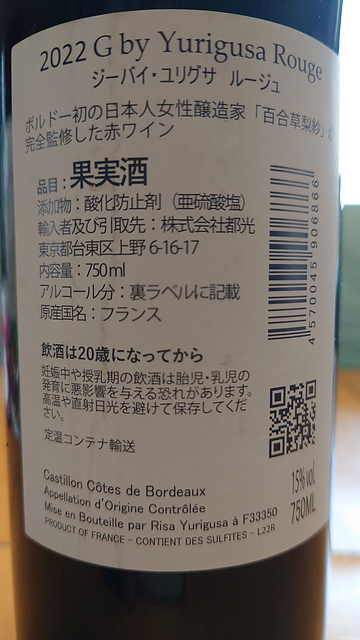 2022 G by Yurigusa Rouge
ジーバイ・ユリグサ ルージュ
ボルドー初の日本人女性醸造家「百合草梨紗」が
完全監修した赤ワイン
品目：果実酒
添加物：酸化防止剤（亜硫酸塩）
輸入者及び引取先：株式会社都光
東京都台東区上野 6-16-17
内容量：750ml
アルコール分：裏ラベルに記載
原産国名：フランス
4570045906866
飲酒は20歳になってから
妊娠中や授乳期の飲酒は胎児・乳児の
発育に悪影響を与える恐れがあります。
高温や直射日光を避けて保存してくだ
さい。
定温コンテナ輸送
Castillon Côtes de Bordeaux
Appellation d'Origine Contrôlée
Mise en Bouteille par Risa Yurigusa à F33350
PRODUCT OF FRANCE - CONTIENT DES SULFITES - L22R
15% vol.
750ML